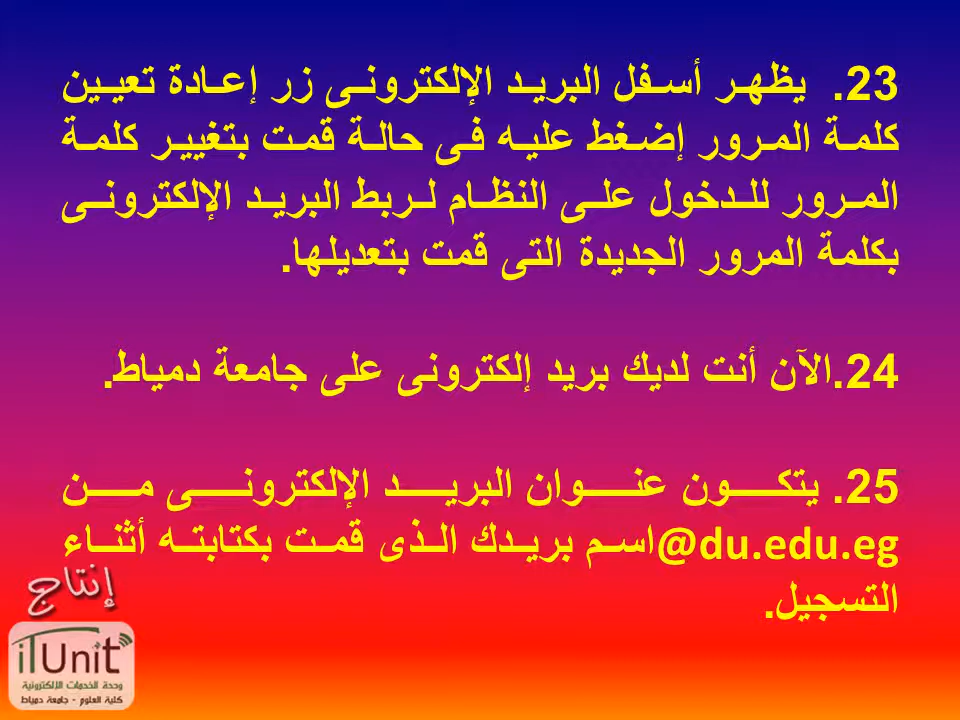 23. يظهر أسفل البريد الإلكترونى زر إعادة تعيين
كلمة المرور إضغط عليه فى حالة قمت بتغيير كلمة
المرور للدخول على النظام لربط البريد الإلكترونى
بكلمة المرور الجديدة التى قمت بتعديلها.
24.الآن أنت لديك بريد إلكترونى على جامعة دمياط.
25. يتكون عنوان البريد الإلكترونى من
@du.edu.egاسم بريدك الذى قمت بكتابته أثناء
التسجيل.
إنتاج
iTUnit
وحدة الخدمات الإلكترونية
كلية العلوم - جامعة دمياط